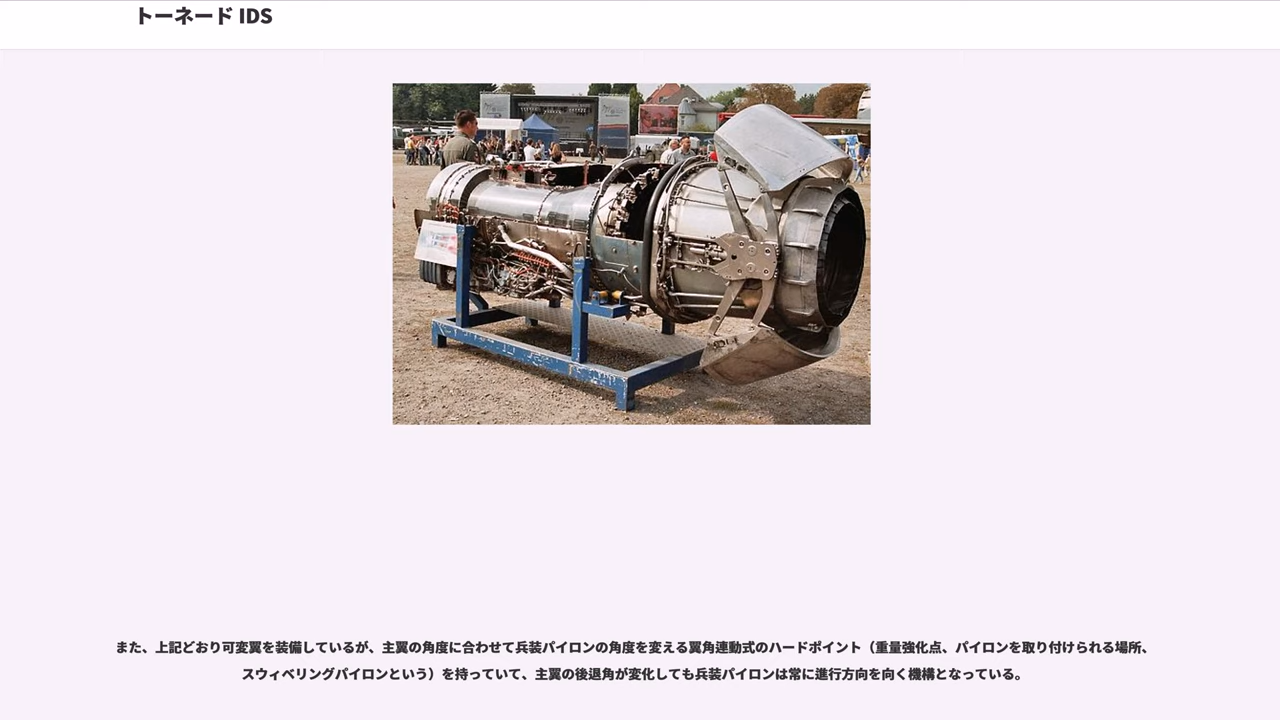 トーネード IDS
また、上記どおり可変翼を装備しているが、主翼の角度に合わせて兵装パイロンの角度を変える翼角連動式のハードポイント（重量強化点、パイロンを取り付けられる場所、
スウィベリングパイロンという）を持っていて、主翼の後退角が変化しても兵装パイロンは常に進行方向を向く機構となっている。